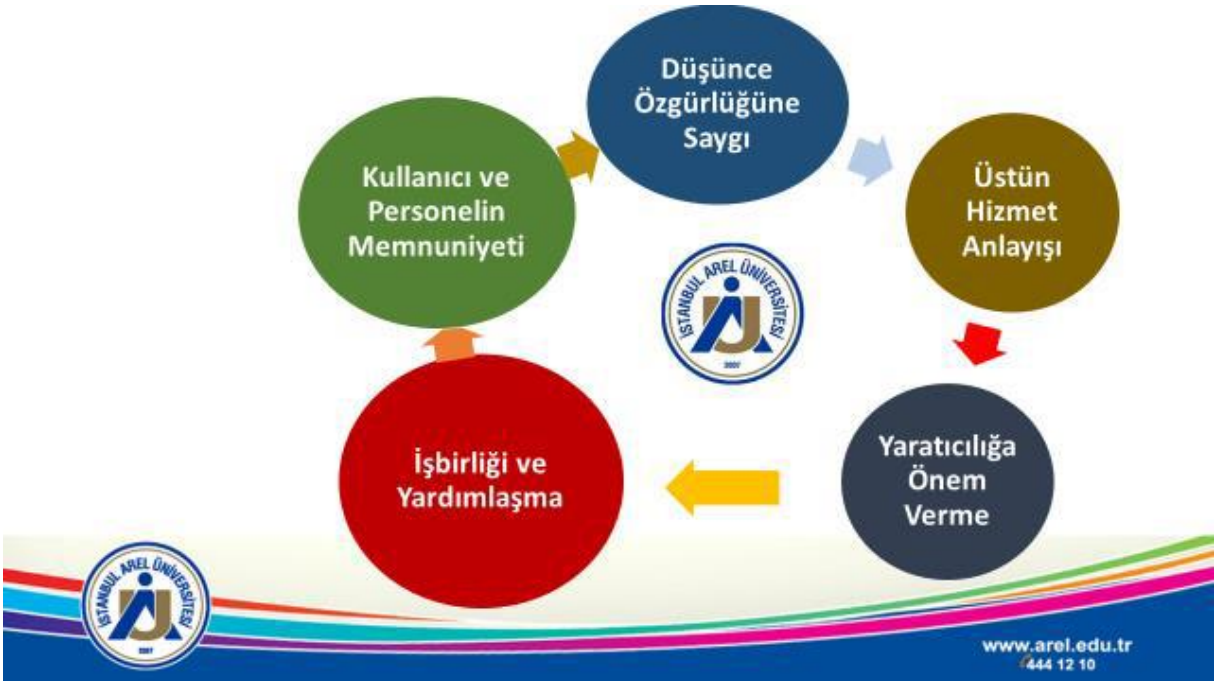 Düşünce
Özgürlüğüne
Saygı
Üstün
Hizmet
Anlayışı
Yaratıcılığa
Önem
Verme
İşbirliği ve
Yardımlaşma
Kullanıcı ve
Personelin
Memnuniyeti
İSTANBUL AREL ÜNİVERSİTESİ
2007
İSTANBUL AREL ÜNİVERSİTESİ
2007
www.arel.edu.tr
444 12 10